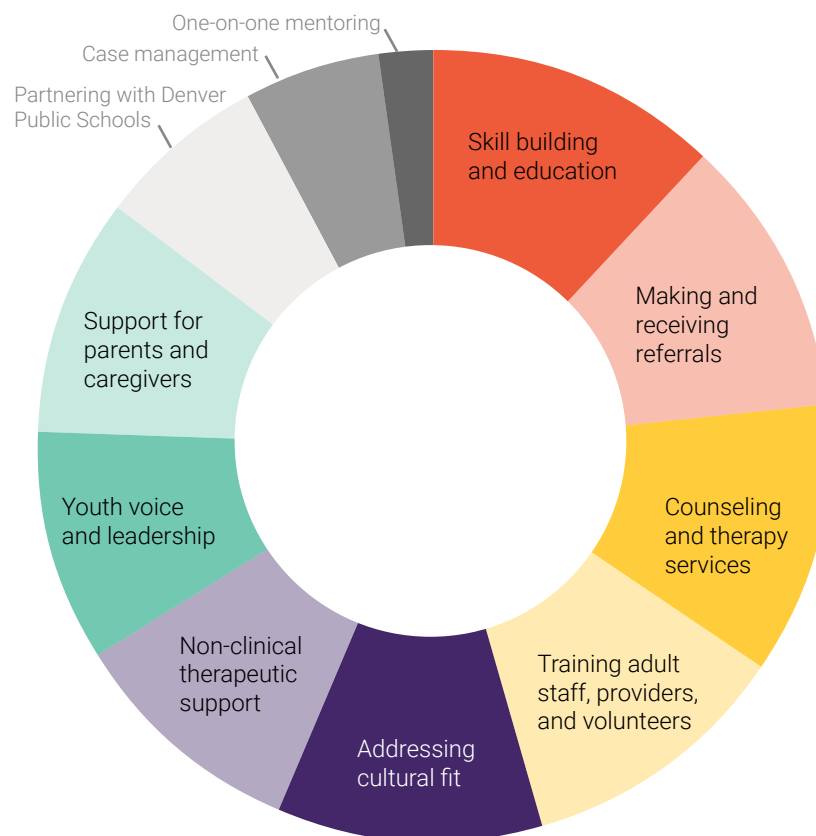 One-on-one mentoring
Case management
Partnering with Denver
Public Schools
Skill building
and education
Making and
receiving
referrals
Counseling
and therapy
services
Training adult
staff, providers,
and volunteers
Addressing
cultural fit
Non-clinical
therapeutic
support
Youth voice
and leadership
Support for
parents and
caregivers